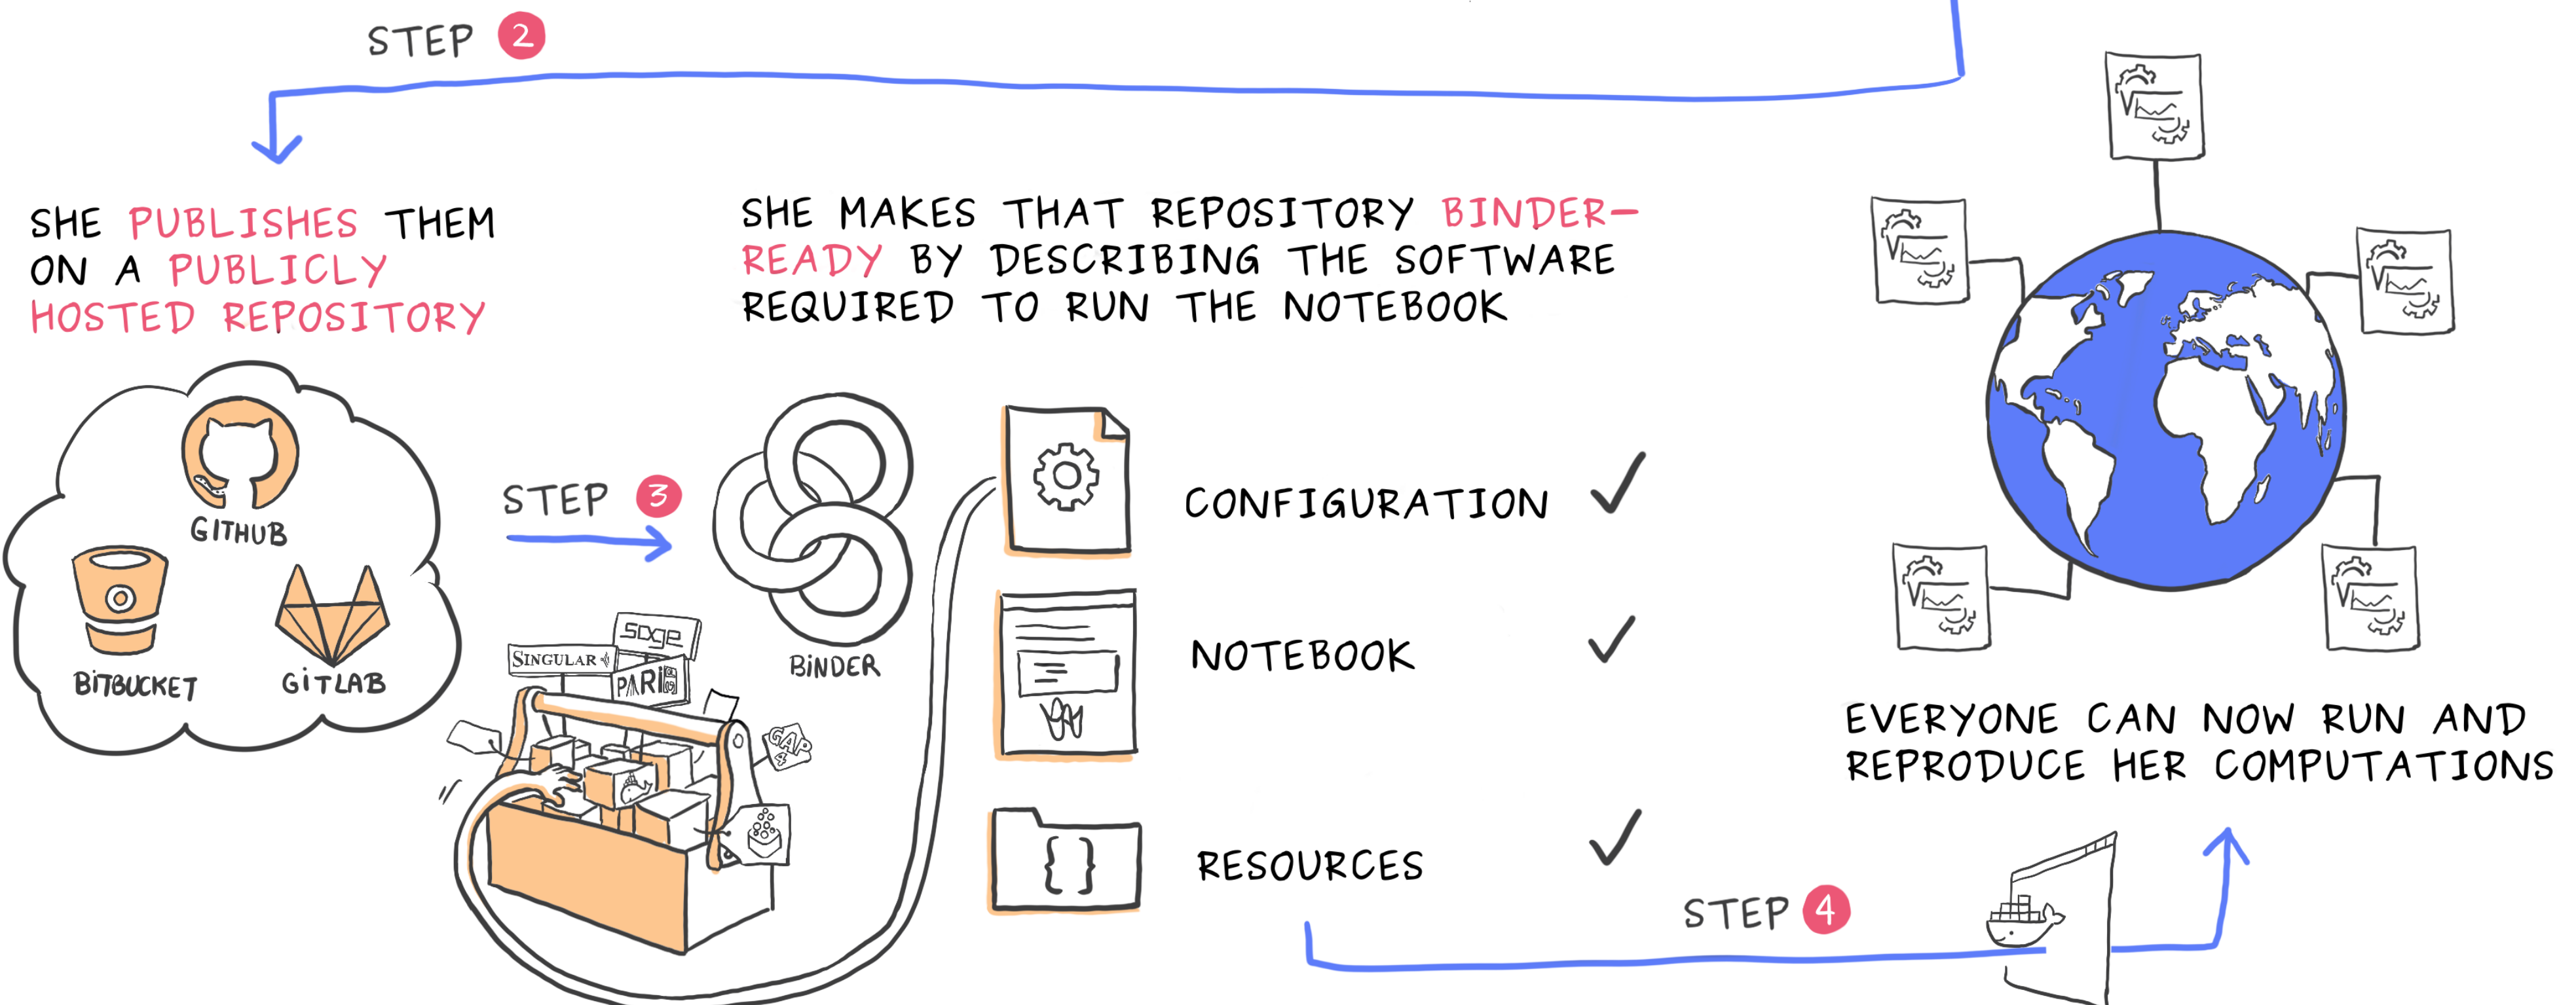 STEP 2
SHE PUBLISHES THEM
ON A PUBLICLY
HOSTED REPOSITORY
GITHUB
BITBUCKET
GITLAB
STEP 3
SHE MAKES THAT REPOSITORY BINDER-
READY BY DESCRIBING THE SOFTWARE
REQUIRED TO RUN THE NOTEBOOK
BINDER
sage
SINGULAR
PARI
GAP
4
CONFIGURATION
NOTEBOOK
RESOURCES
STEP 4
EVERYONE CAN NOW RUN AND
REPRODUCE HER COMPUTATIONS